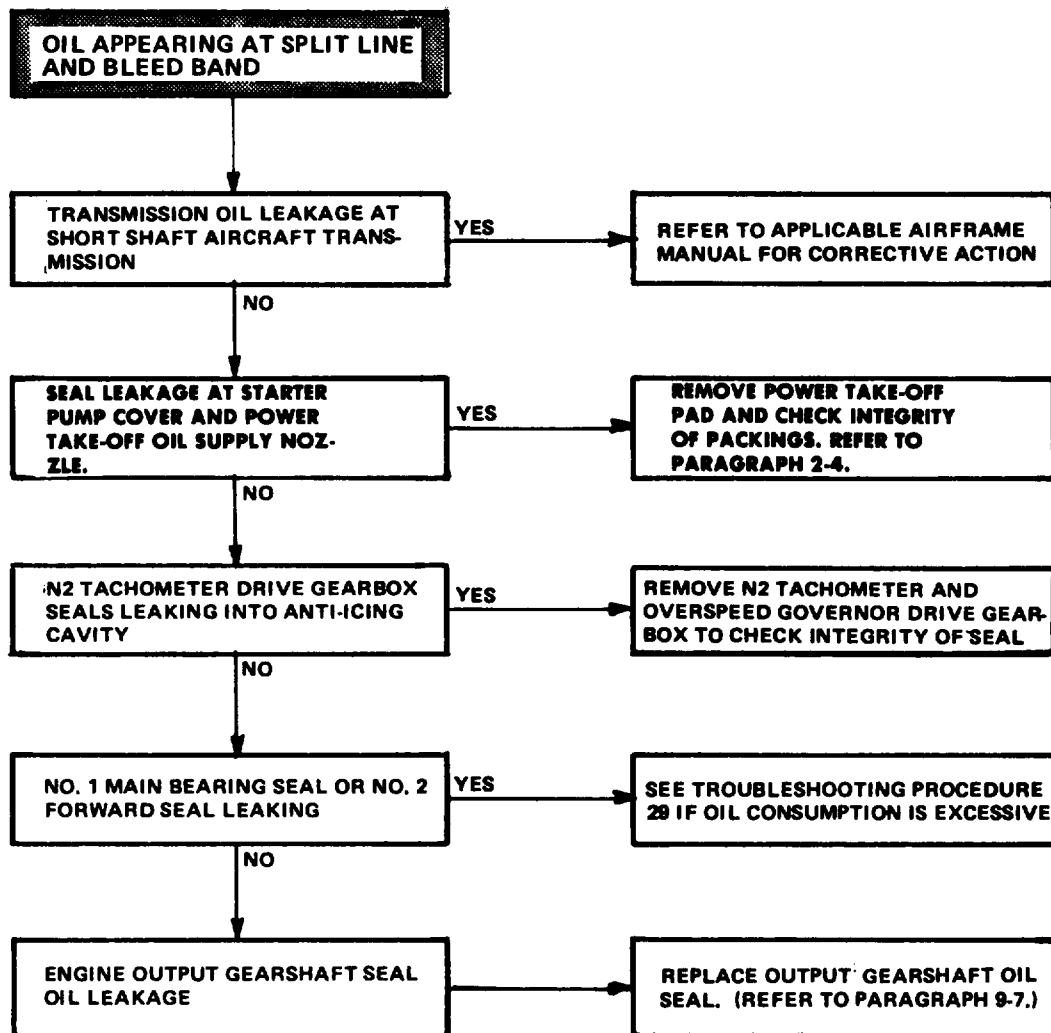 OIL APPEARING AT SPLIT LINE
AND BLEED BAND
TRANSMISSION OIL LEAKAGE AT
SHORT SHAFT AIRCRAFT TRANS-
MISSION
YES
REFER TO APPLICABLE AIRFRAME
MANUAL FOR CORRECTIVE ACTION
NO
SEAL LEAKAGE AT STARTER
PUMP COVER AND POWER
TAKE-OFF OIL SUPPLY NOZ-
ZLE.
YES
REMOVE POWER TAKE-OFF
PAD AND CHECK INTEGRITY
OF PACKINGS. REFER TO
PARAGRAPH 2-4.
NO
N2 TACHOMETER DRIVE GEARBOX
SEALS LEAKING INTO ANTI-ICING
CAVITY
YES
REMOVE N2 TACHOMETER AND
OVERSPEED GOVERNOR DRIVE GEAR-
BOX TO CHECK INTEGRITY OF SEAL
NO
NO. 1 MAIN BEARING SEAL OR NO. 2
FORWARD SEAL LEAKING
YES
SEE TROUBLESHOOTING PROCEDURE
29 IF OIL CONSUMPTION IS EXCESSIVE
NO
ENGINE OUTPUT GEARSHAFT SEAL
OIL LEAKAGE
REPLACE OUTPUT GEARSHAFT OIL
SEAL. (REFER TO PARAGRAPH 9-7.)